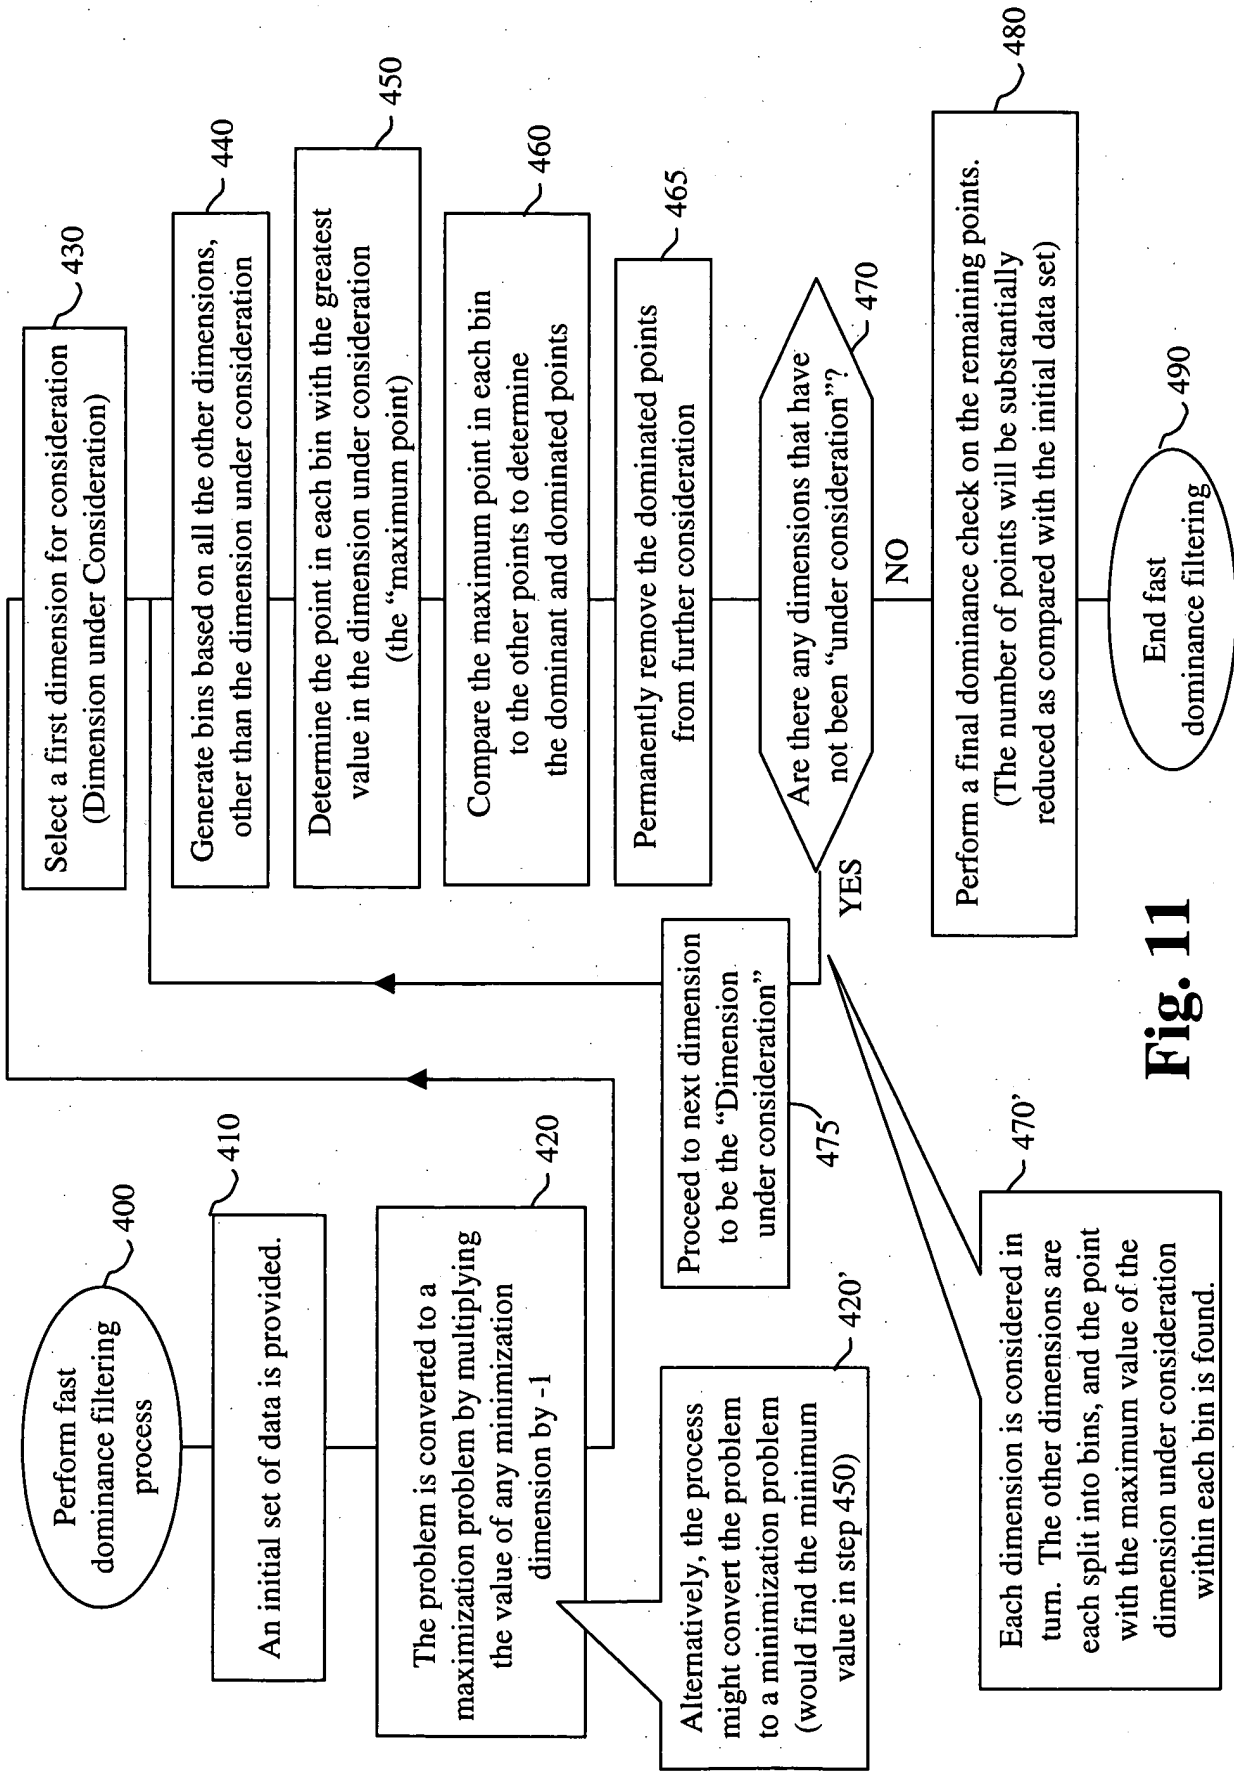 Perform fast
dominance filtering
process
400
An initial set of data is provided.
410
The problem is converted to a
maximization problem by multiplying
the value of any minimization
dimension by -1
420
Alternatively, the process
might convert the problem
to a minimization problem
(would find the minimum
value in step 450)
420’
Select a first dimension for consideration
(Dimension under Consideration)
430
Generate bins based on all the other dimensions,
other than the dimension under consideration
440
Determine the point in each bin with the greatest
value in the dimension under consideration
(the “maximum point)
450
Compare the maximum point in each bin
to the other points to determine
the dominant and dominated points
460
Permanently remove the dominated points
from further consideration
465
Are there any dimensions that have
not been “under consideration”?
470
YES
NO
Proceed to next dimension
to be the “Dimension
under consideration”
475
Each dimension is considered in
turn. The other dimensions are
each split into bins, and the point
with the maximum value of the
dimension under consideration
within each bin is found.
470’
Perform a final dominance check on the remaining points.
(The number of points will be substantially
reduced as compared with the initial data set)
480
End fast
dominance filtering
490
Fig. 11